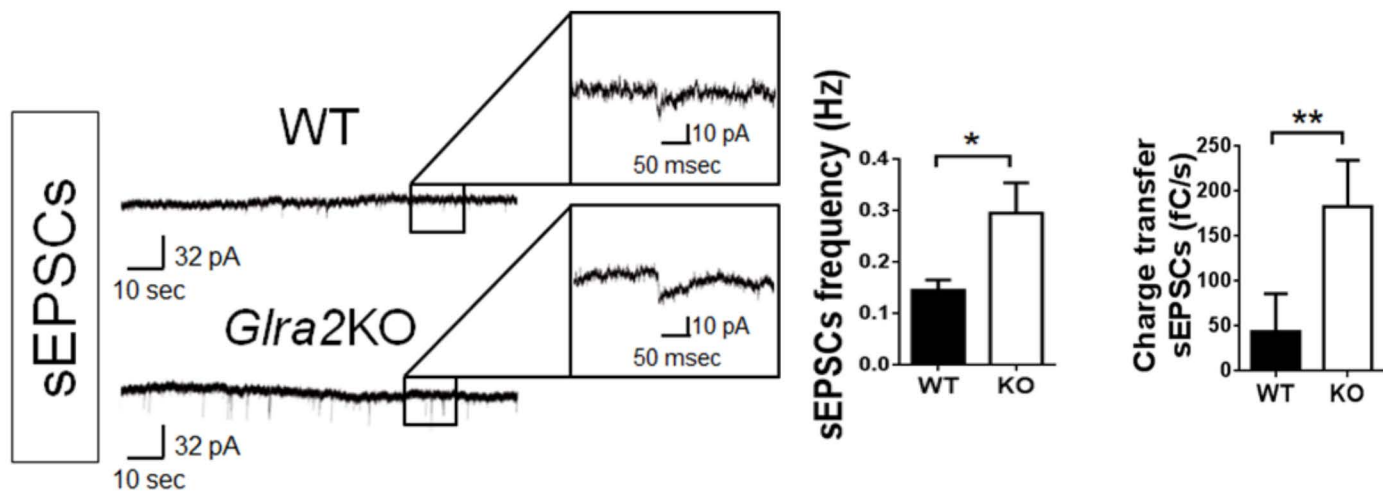 sEPSCs
WT
32 pA
10 sec
Glra2KO
32 pA
10 sec
10 pA
50 msec
10 pA
50 msec
sEPSCs frequency (Hz)
0.4
0.3
0.2
0.1
0.0
*
WT
KO
Charge transfer
sEPSCs (fC/s)
250
200
150
100
50
0
**
WT
KO